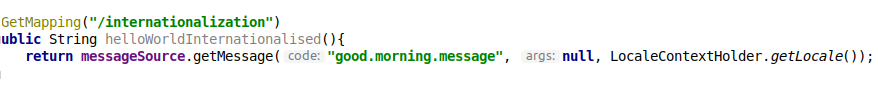 GetMapping("/internationalization")
ublic String helloWorldInternationalised(){
return messageSource.getMessage( code: "good.morning.message", args: null, LocaleContextHolder.getLocale());